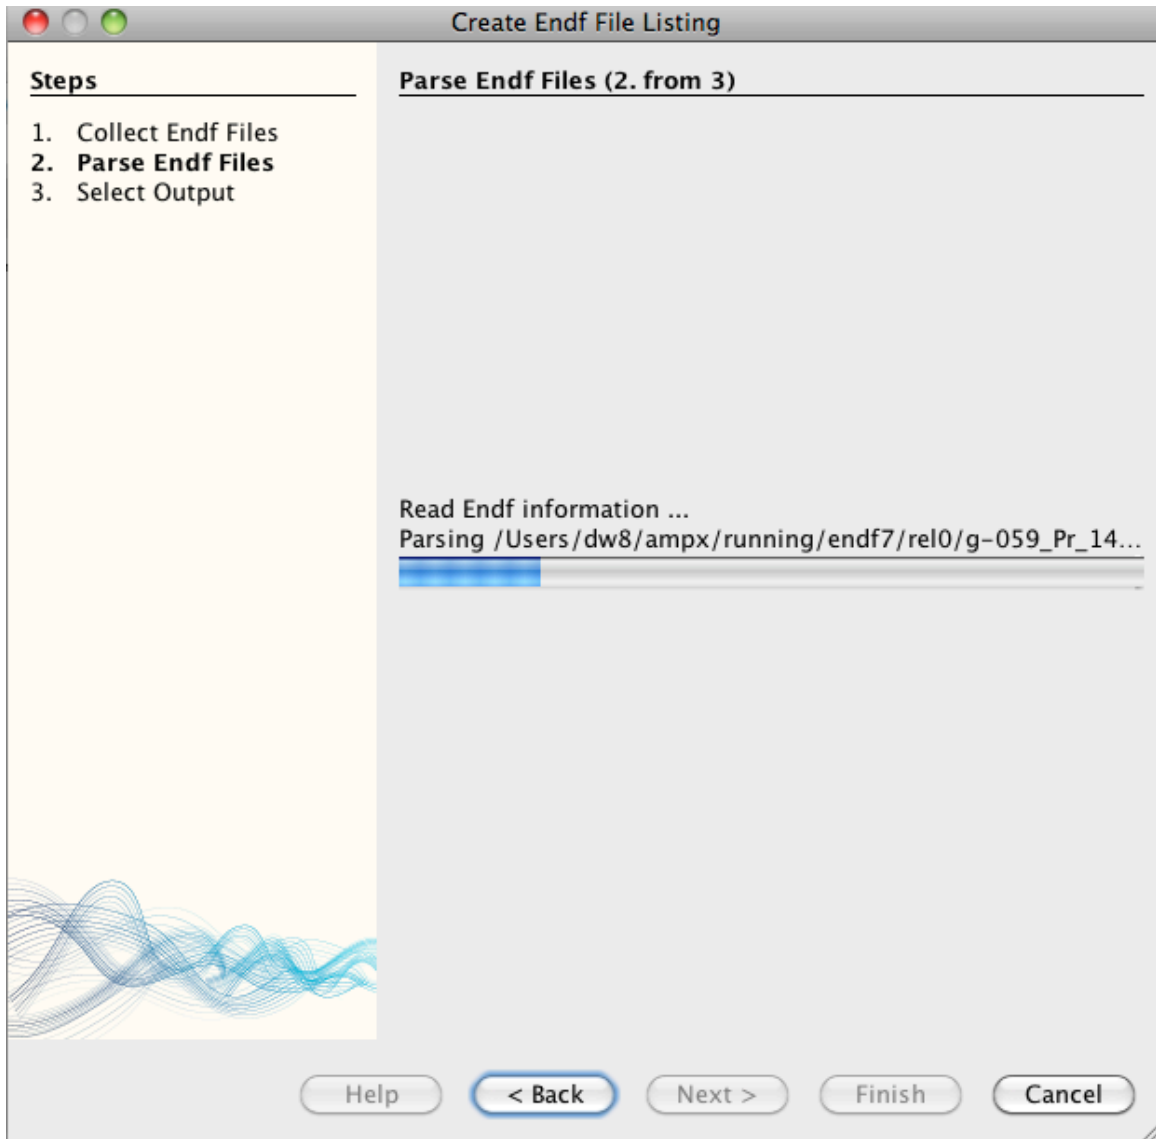 Create Endf File Listing
Steps
1. Collect Endf Files
2. Parse Endf Files
3. Select Output
Parse Endf Files (2. from 3)
Read Endf information ...
Parsing /Users/dw8/ampx/running/endf7/rel0/g-059_Pr_14...
Help < Back Next > Finish Cancel